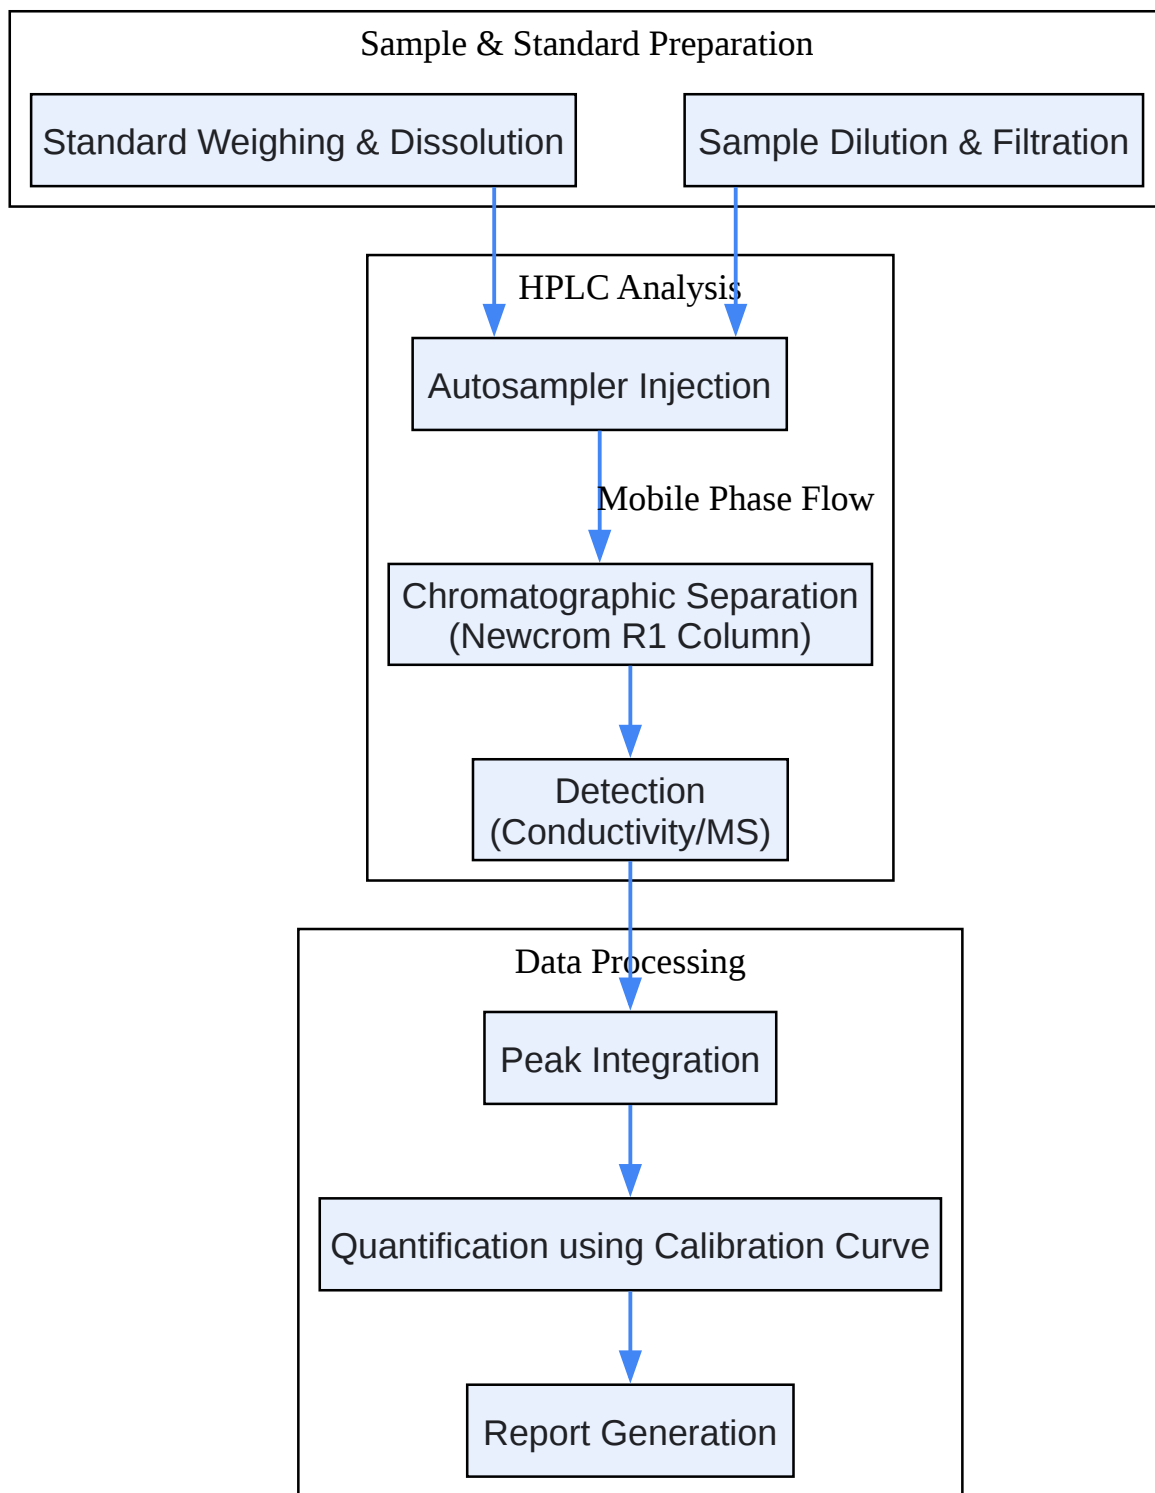 Sample & Standard Preparation
Standard Weighing & Dissolution
Sample Dilution & Filtration
HPLC Analysis
Autosampler Injection
Mobile Phase Flow
Chromatographic Separation
(Newcrom R1 Column)
Detection
(Conductivity/MS)
Data Processing
Peak Integration
Quantification using Calibration Curve
Report Generation